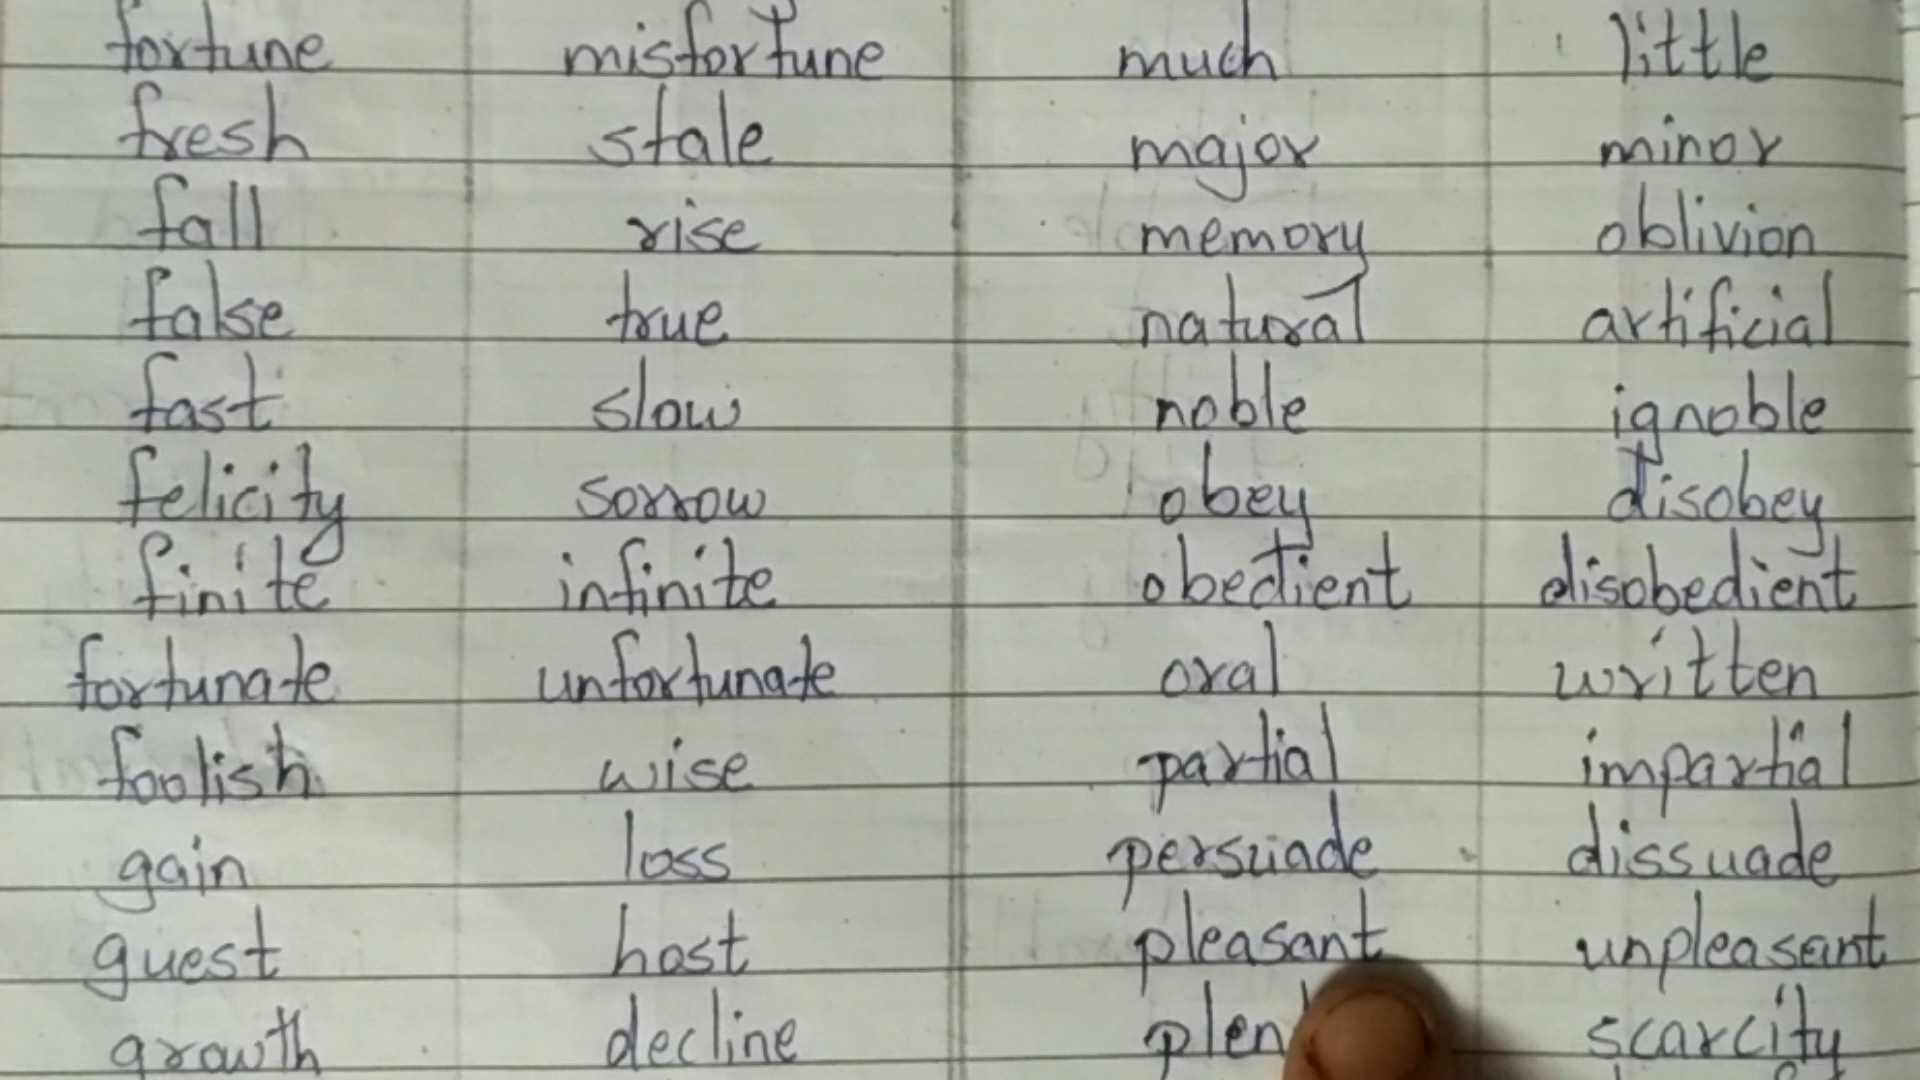 fortune misfortune much little
fresh stale major minor
fall rise memory oblivion
false true natural artificial
fast slow noble ignoble
felicity sorrow obey disobey
finite infinite obedient disobedient
fortunate unfortunate oral written
foolish wise partial impartial
gain loss persuade dissuade
guest host pleasant unpleasant
growth decline plen scarcity